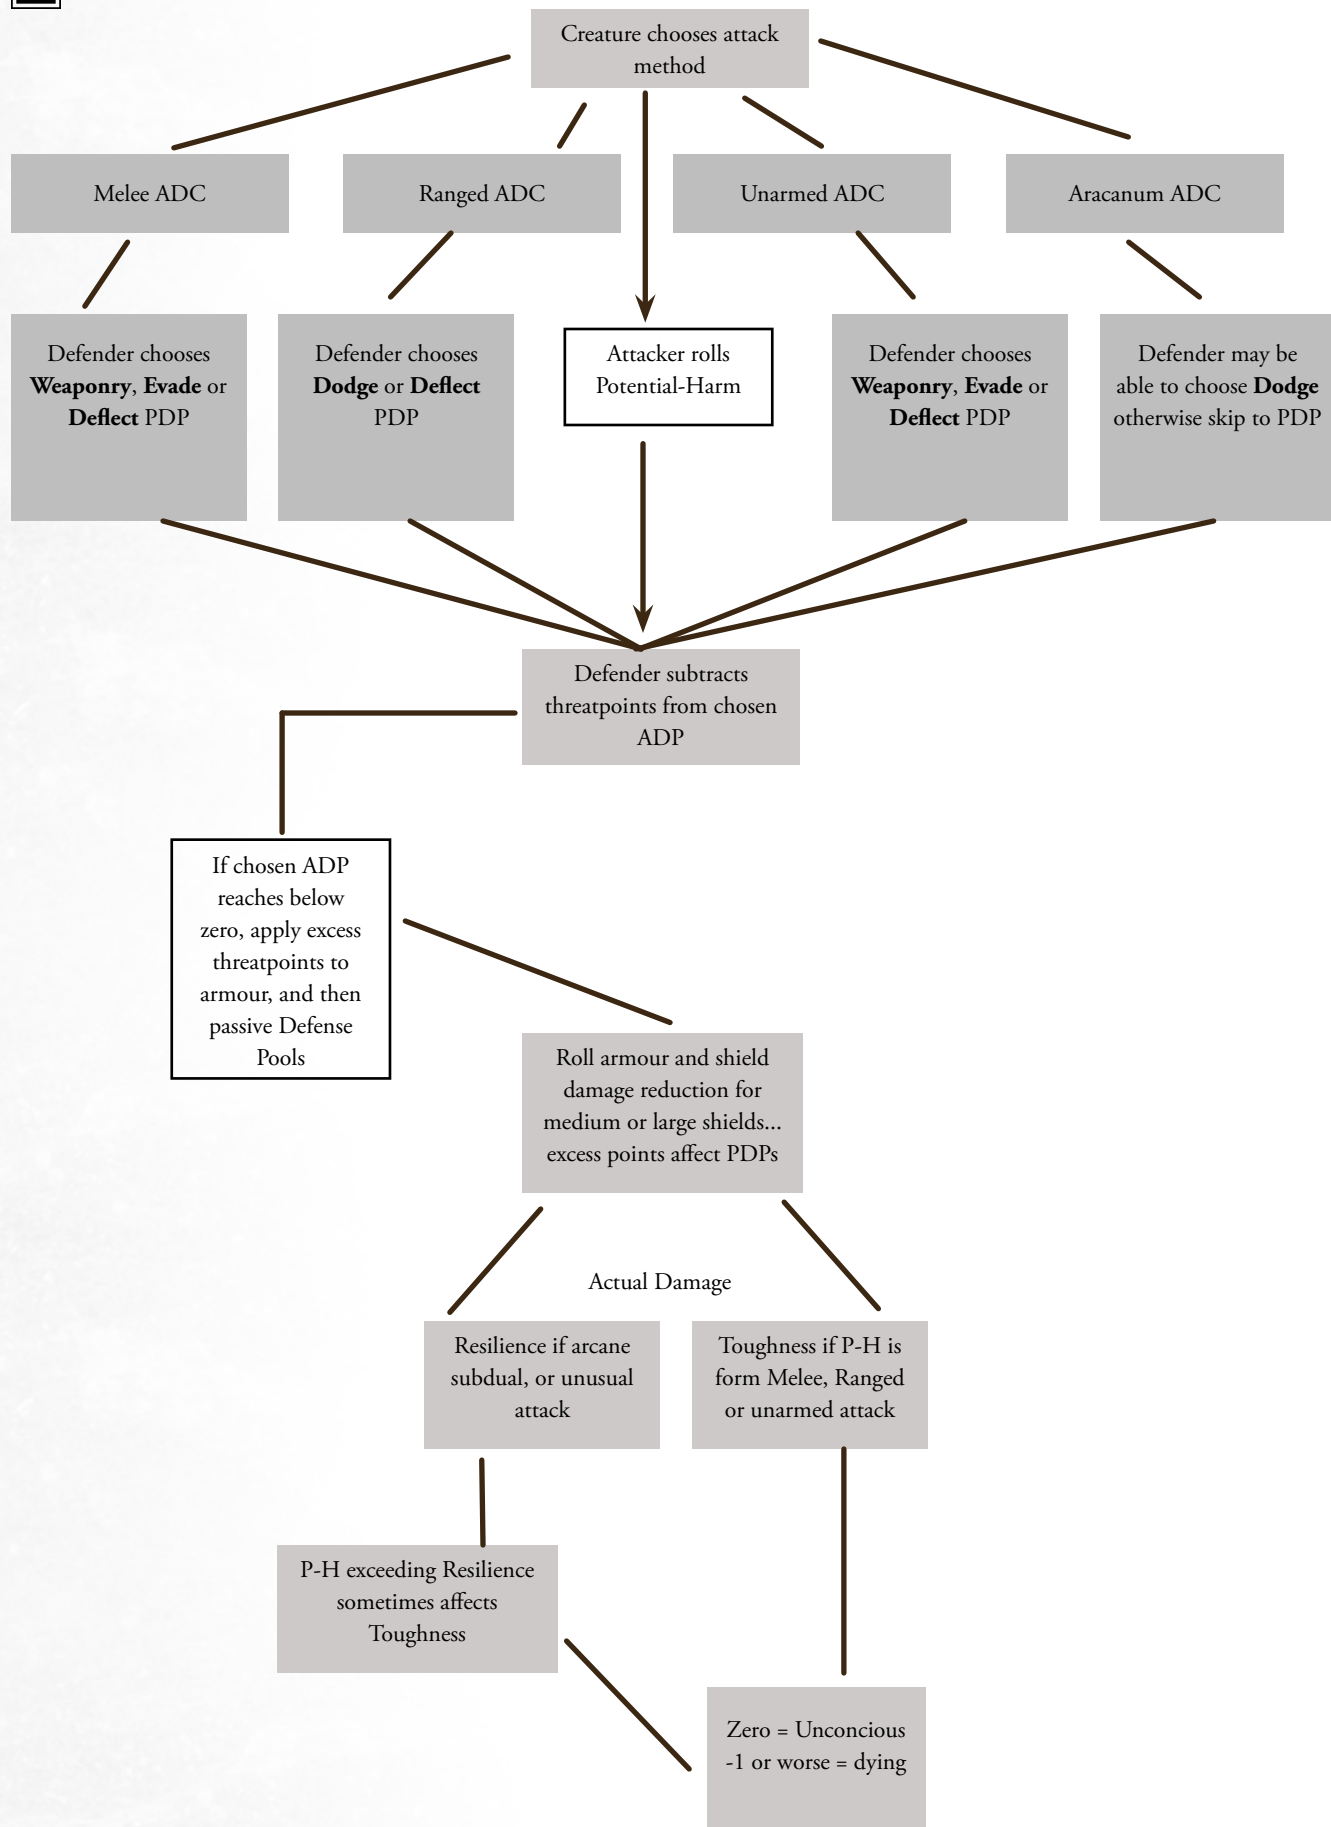 Creature chooses attack
method
Melee ADC
Ranged ADC
Unarmed ADC
Aracanum ADC
Defender chooses
Weaponry, Evade or
Deflect PDP
Defender chooses
Dodge or Deflect
PDP
Attacker rolls
Potential-Harm
Defender chooses
Weaponry, Evade or
Deflect PDP
Defender may be
able to choose Dodge
otherwise skip to PDP
Defender subtracts
threatpoints from chosen
ADP
If chosen ADP
reaches below
zero, apply excess
threatpoints to
armour, and then
passive Defense
Pools
Roll armour and shield
damage reduction for
medium or large shields...
excess points affect PDPs
Actual Damage
Resilience if arcane
subdual, or unusual
attack
Toughness if P-H is
form Melee, Ranged
or unarmed attack
P-H exceeding Resilience
sometimes affects
Toughness
Zero = Unconcious
-1 or worse = dying